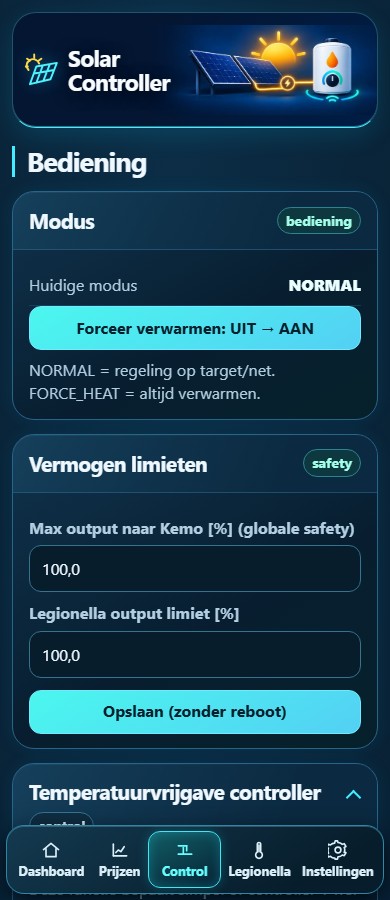 Solar
Controller
Bediening
Modus
bediening
Huidige modus NORMAL
Forceer verwarmen: UIT → AAN
NORMAL = regeling op target/net.
FORCE_HEAT = altijd verwarmen.
Vermogen limieten
safety
Max output naar Kemo [%] (globale safety)
100,0
Legionella output limiet [%]
100,0
Opslaan (zonder reboot)
Temperatuurvrijgave controller
control
Dashboard Prijzen Control Legionella Instellingen